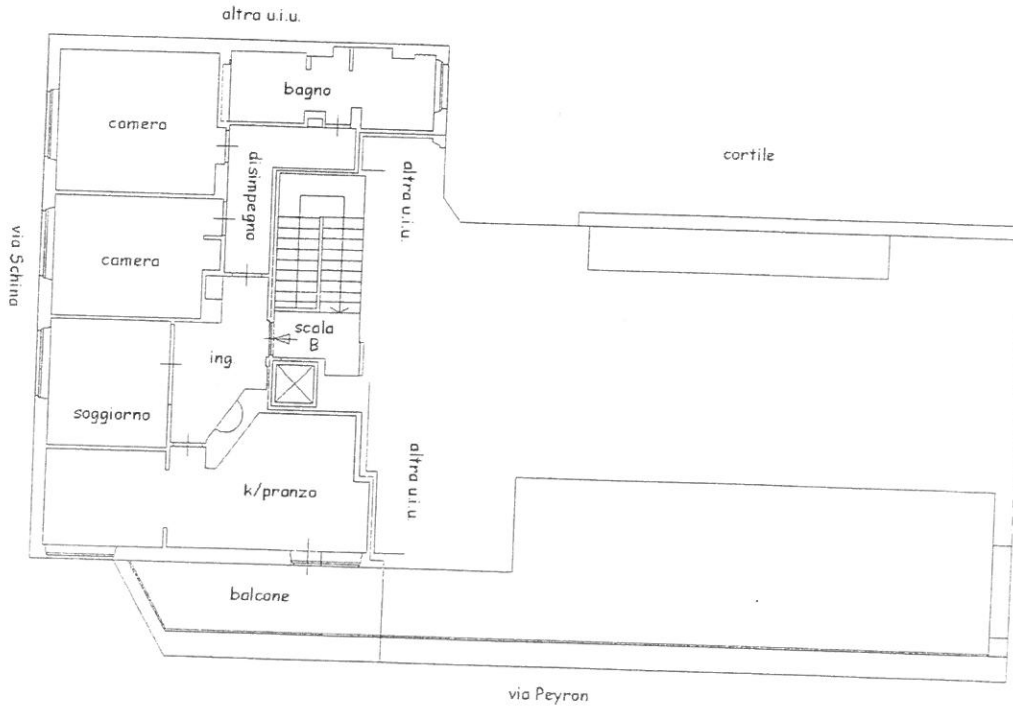 altra u.i.u.
bagno
camera
cortile
disimpegno
altra u.i.u.
via Schina
camera
scala
B
ing.
soggiorno
altra u.i.u.
k/pranzo
balcone
via Peyron